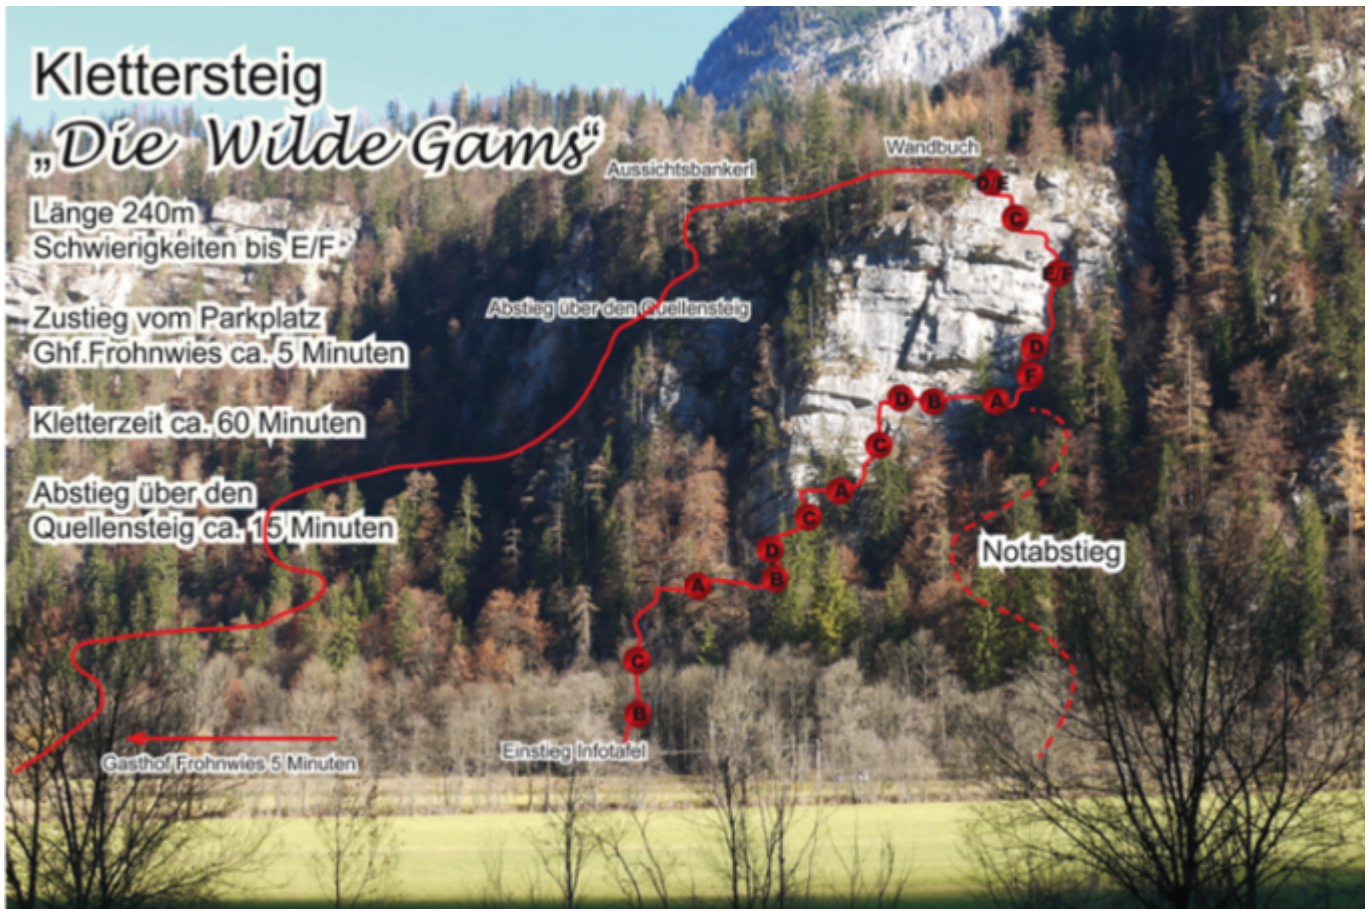 Klettersteig
„Die Wilde Gams“
Länge 240m
Schwierigkeiten bis E/F
Zustieg vom Parkplatz
Ghf.Frohnwies ca. 5 Minuten
Kletterzeit ca. 60 Minuten
Abstieg über den
Quellensteig ca. 15 Minuten
Aussichtsbankerl
Wandbuch
D/E
C
E/F
Abstieg über den Quellensteig
D
F
D
B
A
C
A
C
D
B
A
Notabstieg
C
B
Einstieg Infotafel
Gasthof Frohnwies 5 Minuten